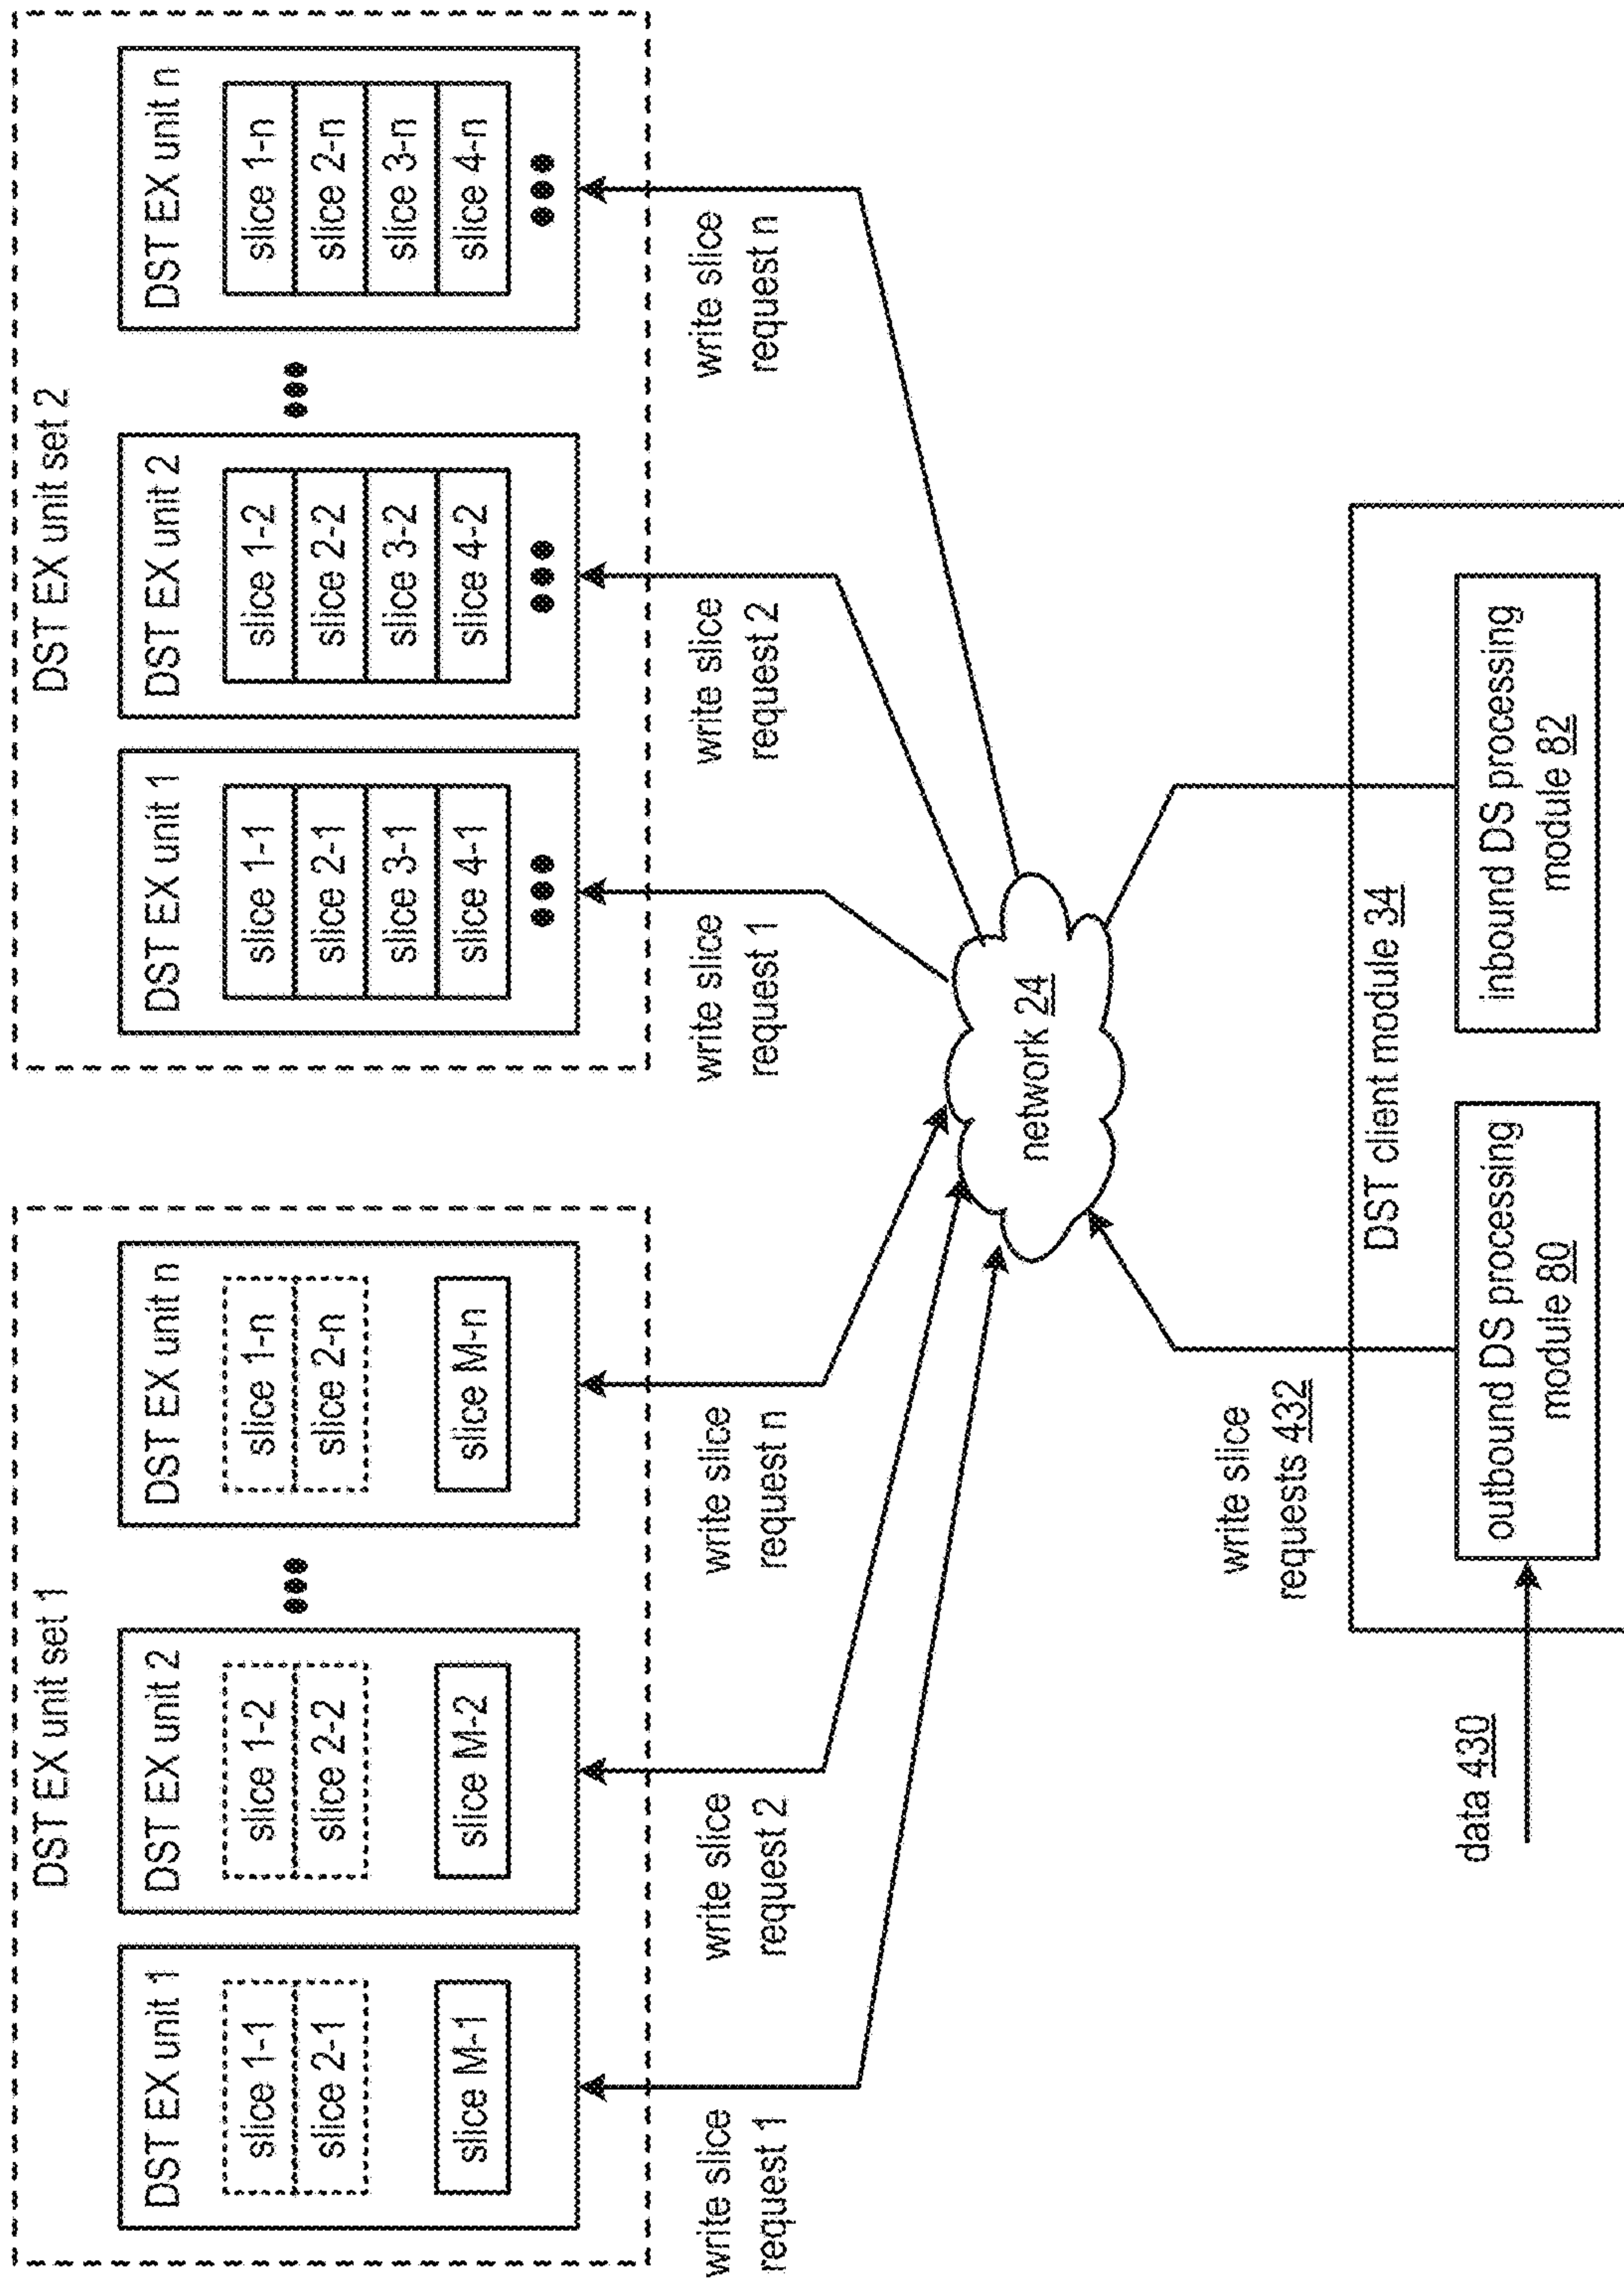 DST EX unit set 1
DST EX unit 1
slice 1-1
slice 2-1
slice M-1
DST EX unit 2
slice 1-2
slice 2-2
slice M-2
DST EX unit n
slice 1-n
slice 2-n
slice M-n
DST EX unit set 2
DST EX unit 1
slice 1-1
slice 2-1
slice 3-1
slice 4-1
DST EX unit 2
slice 1-2
slice 2-2
slice 3-2
slice 4-2
DST EX unit n
slice 1-n
slice 2-n
slice 3-n
slice 4-n
write slice
request 1
write slice
request 2
write slice
request n
write slice
request 1
write slice
request 2
write slice
request n
network 24
write slice
requests 432
DST client module 34
data 430
outbound DS processing
module 80
inbound DS processing
module 82